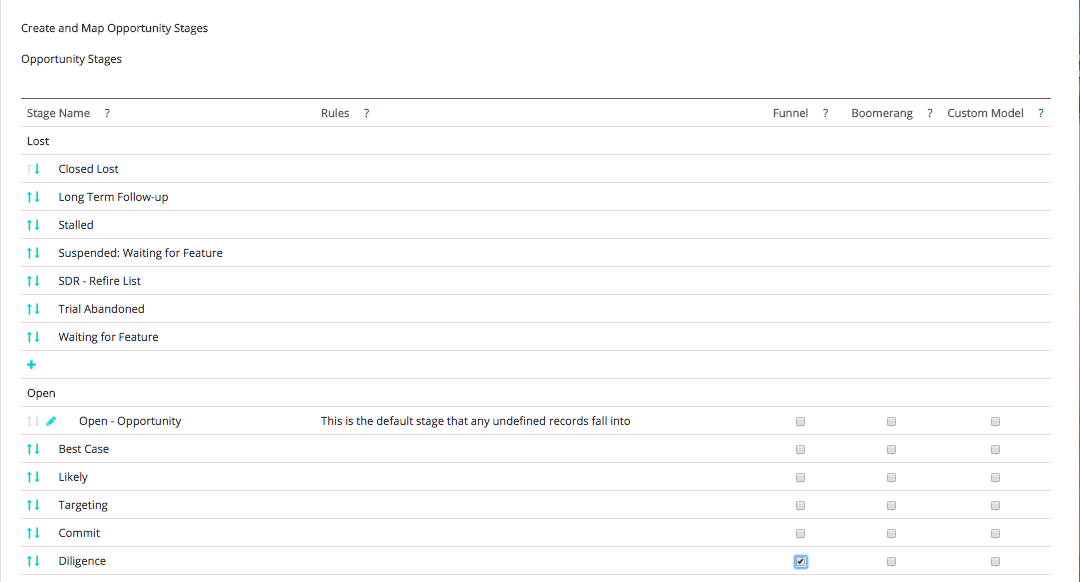 Create and Map Opportunity Stages
Opportunity Stages
Stage Name ? Rules ? Funnel ? Boomerang ? Custom Model ?
Lost
Closed Lost
Long Term Follow-up
Stalled
Suspended: Waiting for Feature
SDR - Refire List
Trial Abandoned
Waiting for Feature
Open
Open - Opportunity This is the default stage that any undefined records fall into
Best Case
Likely
Targeting
Commit
Diligence